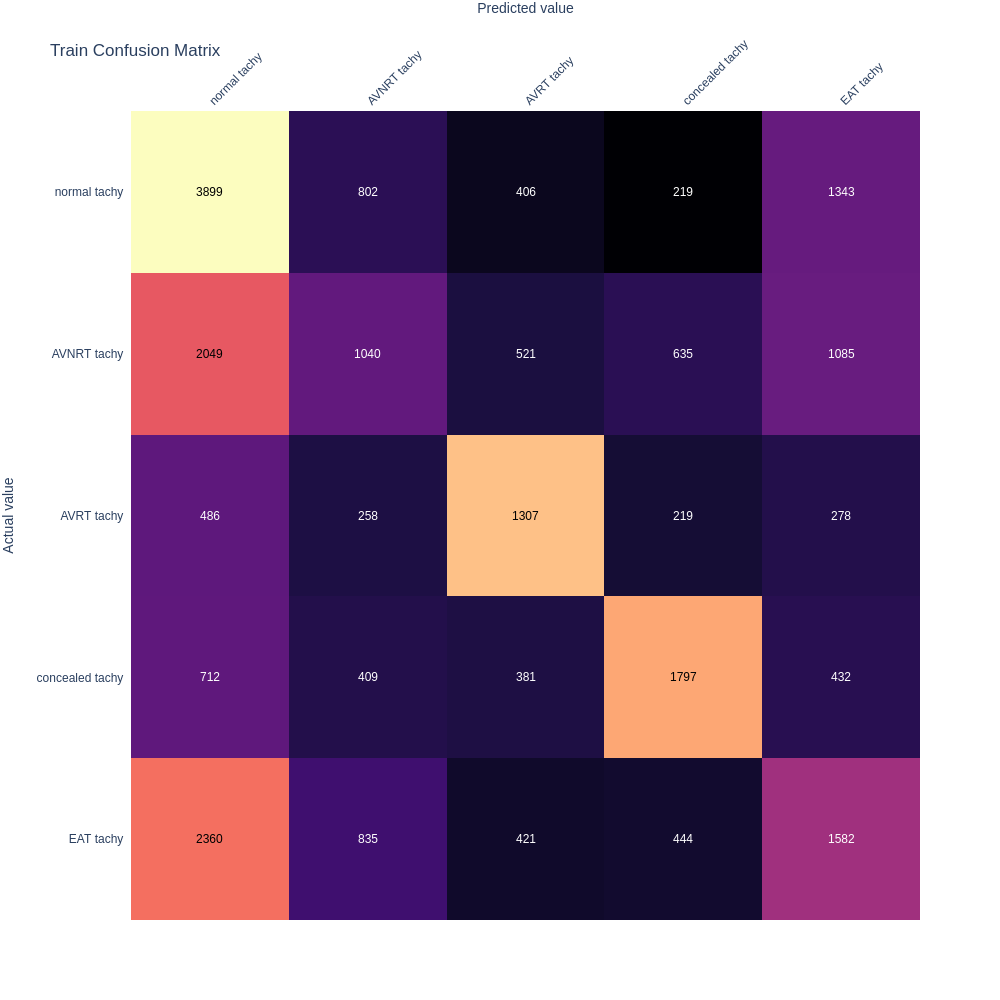 Predicted value
Train Confusion Matrix
normal tachy AVNRT tachy AVRT tachy concealed tachy EAT tachy
normal tachy 3899 802 406 219 1343
AVNRT tachy 2049 1040 521 635 1085
Actual value
AVRT tachy 486 258 1307 219 278
concealed tachy 712 409 381 1797 432
EAT tachy 2360 835 421 444 1582